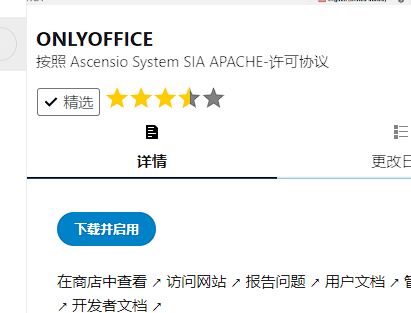 ONLYOFFICE
按照 Ascensio System SIA APACHE-许可协议
精选
详情
更改日
下载并启用
在商店中查看 ↗ 访问网站 ↗ 报告问题 ↗ 用户文档 ↗ 管
↗ 开发者文档 ↗